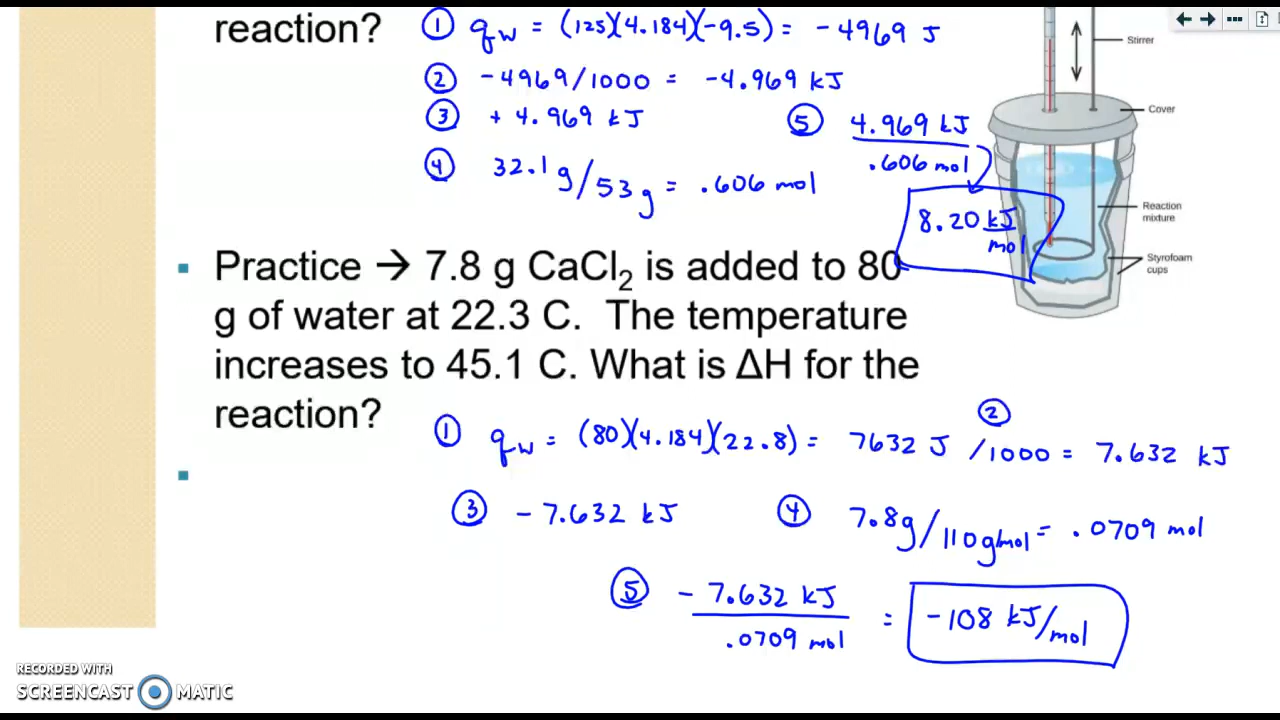 reaction?
① qw = (125)(4.184)(-9.5) = -4969 J
② -4969/1000 = -4.969 kJ
③ + 4.969 kJ
④ 32.1 g/53 g = .606 mol
⑤ 4.969 kJ
.606 mol
8.20 kJ
mol
Stirrer
Cover
Reaction
mixture
Styrofoam
cups
▪ Practice → 7.8 g CaCl₂ is added to 80
g of water at 22.3 C. The temperature
increases to 45.1 C. What is ΔH for the
reaction?
① qw = (80)(4.184)(22.8) = 7632 J ② /1000 = 7.632 kJ
③ - 7.632 kJ
④ 7.8g/110g/mol = .0709 mol
⑤ - 7.632 kJ
.0709 mol
= -108 kJ/mol
RECORDED WITH
SCREENCAST MATIC